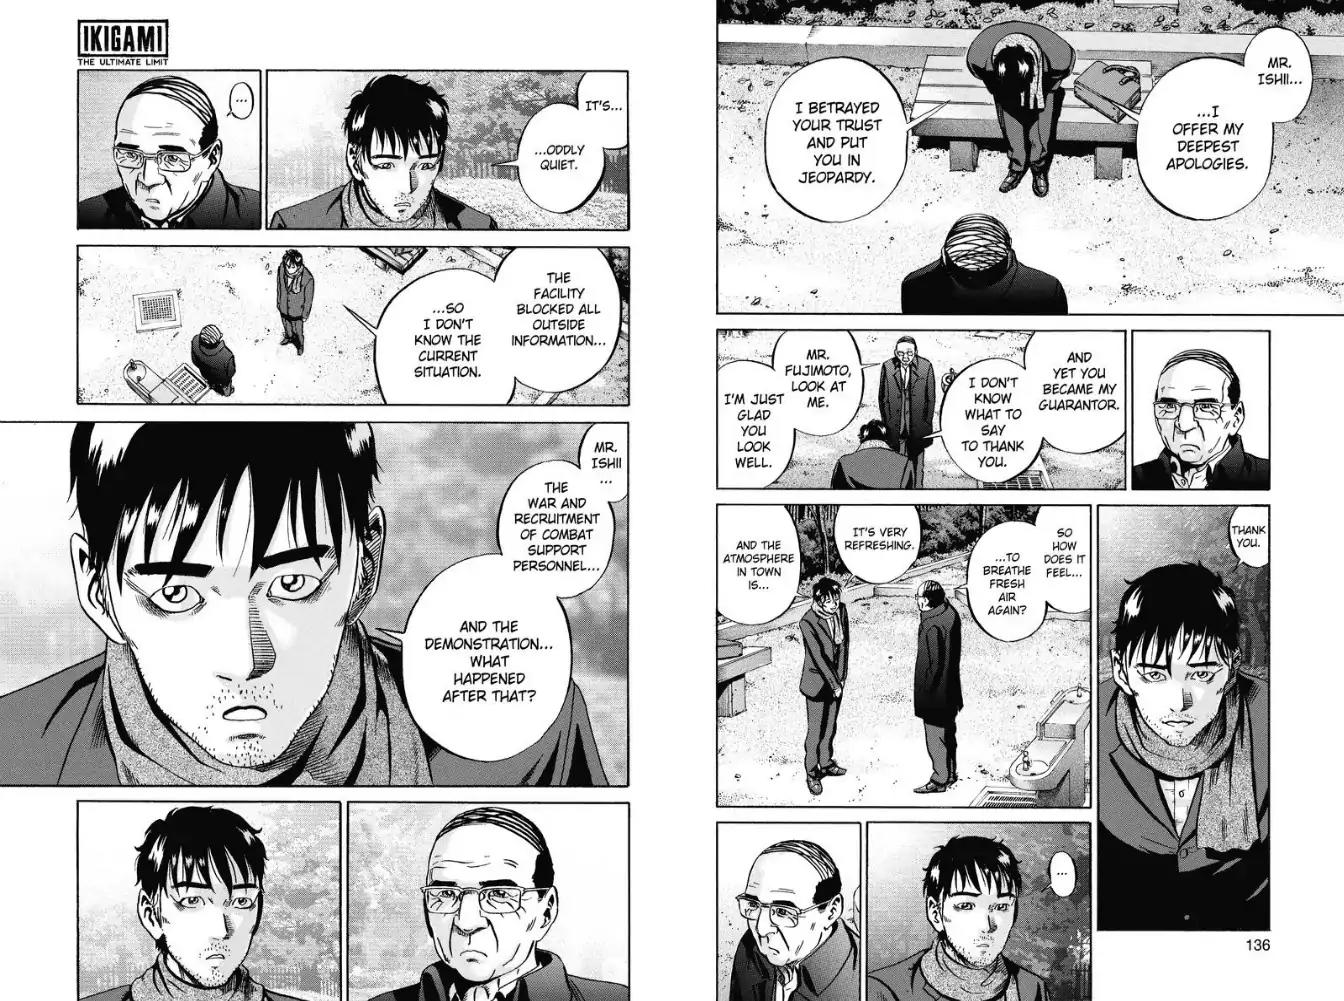 MR.
ISHII...
...I
OFFER MY
DEEPEST
APOLOGIES.
I BETRAYED
YOUR TRUST
AND PUT
YOU IN
JEOPARDY.
AND
YET YOU
BECAME MY
GUARANTOR.
I DON'T
KNOW
WHAT TO
SAY
TO THANK
YOU.
MR.
FUJIMOTO,
LOOK AT
ME.
I'M JUST
GLAD
YOU
LOOK
WELL.
THANK
YOU.
SO
HOW
DOES IT
FEEL...
...TO
BREATHE
FRESH
AIR
AGAIN?
IT'S VERY
REFRESHING.
AND THE
ATMOSPHERE
IN TOWN
IS...
...
136
IKIGAMI
THE ULTIMATE LIMIT
IT'S...
...ODDLY
QUIET.
...
THE
FACILITY
BLOCKED ALL
OUTSIDE
INFORMATION...
...SO
I DON'T
KNOW THE
CURRENT
SITUATION.
MR.
ISHII
...
THE
WAR AND
RECRUITMENT
OF COMBAT
SUPPORT
PERSONNEL...
AND THE
DEMONSTRATION...
WHAT
HAPPENED
AFTER THAT?